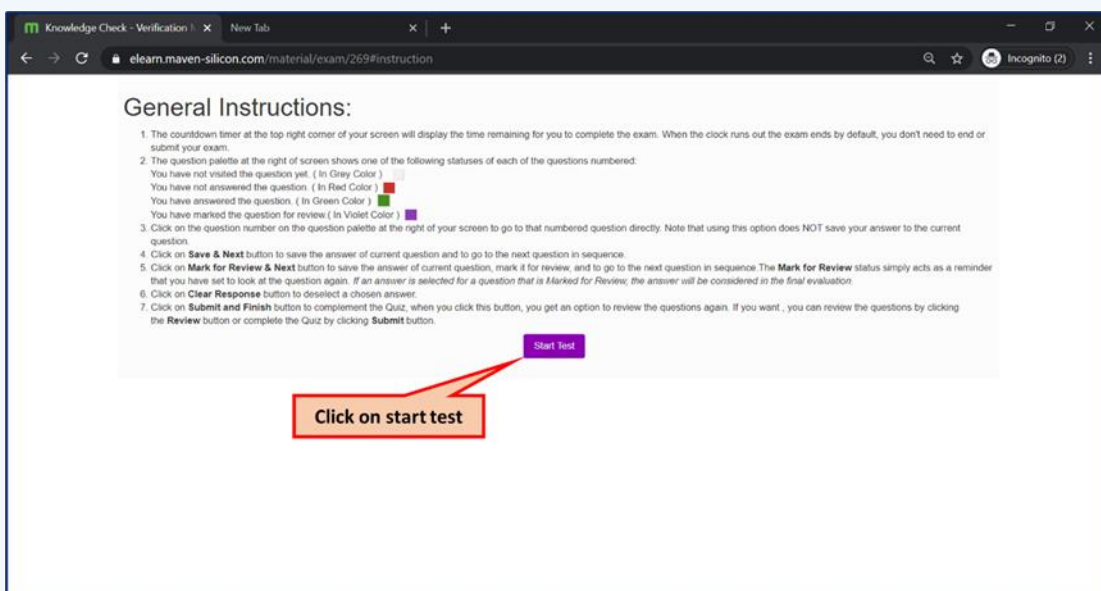 Knowledge Check - Verification
New Tab
elearn.maven-silicon.com/material/exam/269#instruction
Incognito (2)
General Instructions:
1. The countdown timer at the top right corner of your screen will display the time remaining for you to complete the exam. When the clock runs out the exam ends by default, you don't need to end or
submit your exam.
2. The question palette at the right of screen shows one of the following statuses of each of the questions numbered:
You have not visited the question yet. ( In Grey Color )
You have not answered the question. ( In Red Color )
You have answered the question. ( In Green Color )
You have marked the question for review.( In Violet Color )
3. Click on the question number on the question palette at the right of your screen to go to that numbered question directly. Note that using this option does NOT save your answer to the current
question.
4. Click on Save & Next button to save the answer of current question and to go to the next question in sequence.
5. Click on Mark for Review & Next button to save the answer of current question, mark it for review, and to go to the next question in sequence.The Mark for Review status simply acts as a reminder
that you have set to look at the question again. If an answer is selected for a question that is Marked for Review, the answer will be considered in the final evaluation.
6. Click on Clear Response button to deselect a chosen answer.
7. Click on Submit and Finish button to complement the Quiz, when you click this button, you get an option to review the questions again. If you want , you can review the questions by clicking
the Review button or complete the Quiz by clicking Submit button.
Start Test
Click on start test